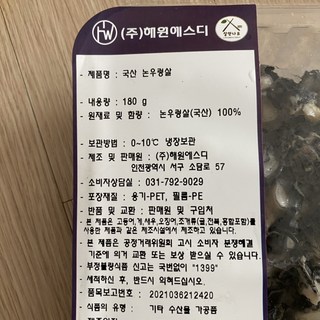 HW (주)해원에스디
- 제품명 : 국산 논우렁살
- 내용량 : 180 g
- 원재료 및 함량 : 논우렁살(국산) 100%
- 보관방법 : 0~10℃ 냉장보관
- 제조 및 판매원 : (주)해원에스디
인천광역시 서구 소담로 57
- 소비자상담실 : 031-792-9029
- 포장재질 : 용기-PET, 필름-PE
- 반품 및 교환 : 판매원 및 구입처
- 본 제품은 고등어,게,새우,오징어,조개류(굴,전복,홍합포함)를
사용한 제품과 같은 제조시설에서 제조하고 있습니다.
- 본 제품은 공정거래위원회 고시 소비자 분쟁해결
기준에 의거 교환 또는 보상 받으실 수 있습니다.
- 부정불량식품 신고는 국번없이 "1399"
- 세척하신 후, 반드시 익혀드십시오.
- 품목보고번호 : 2021036212420
- 식품의 유형 : 기타 수산물 가공품